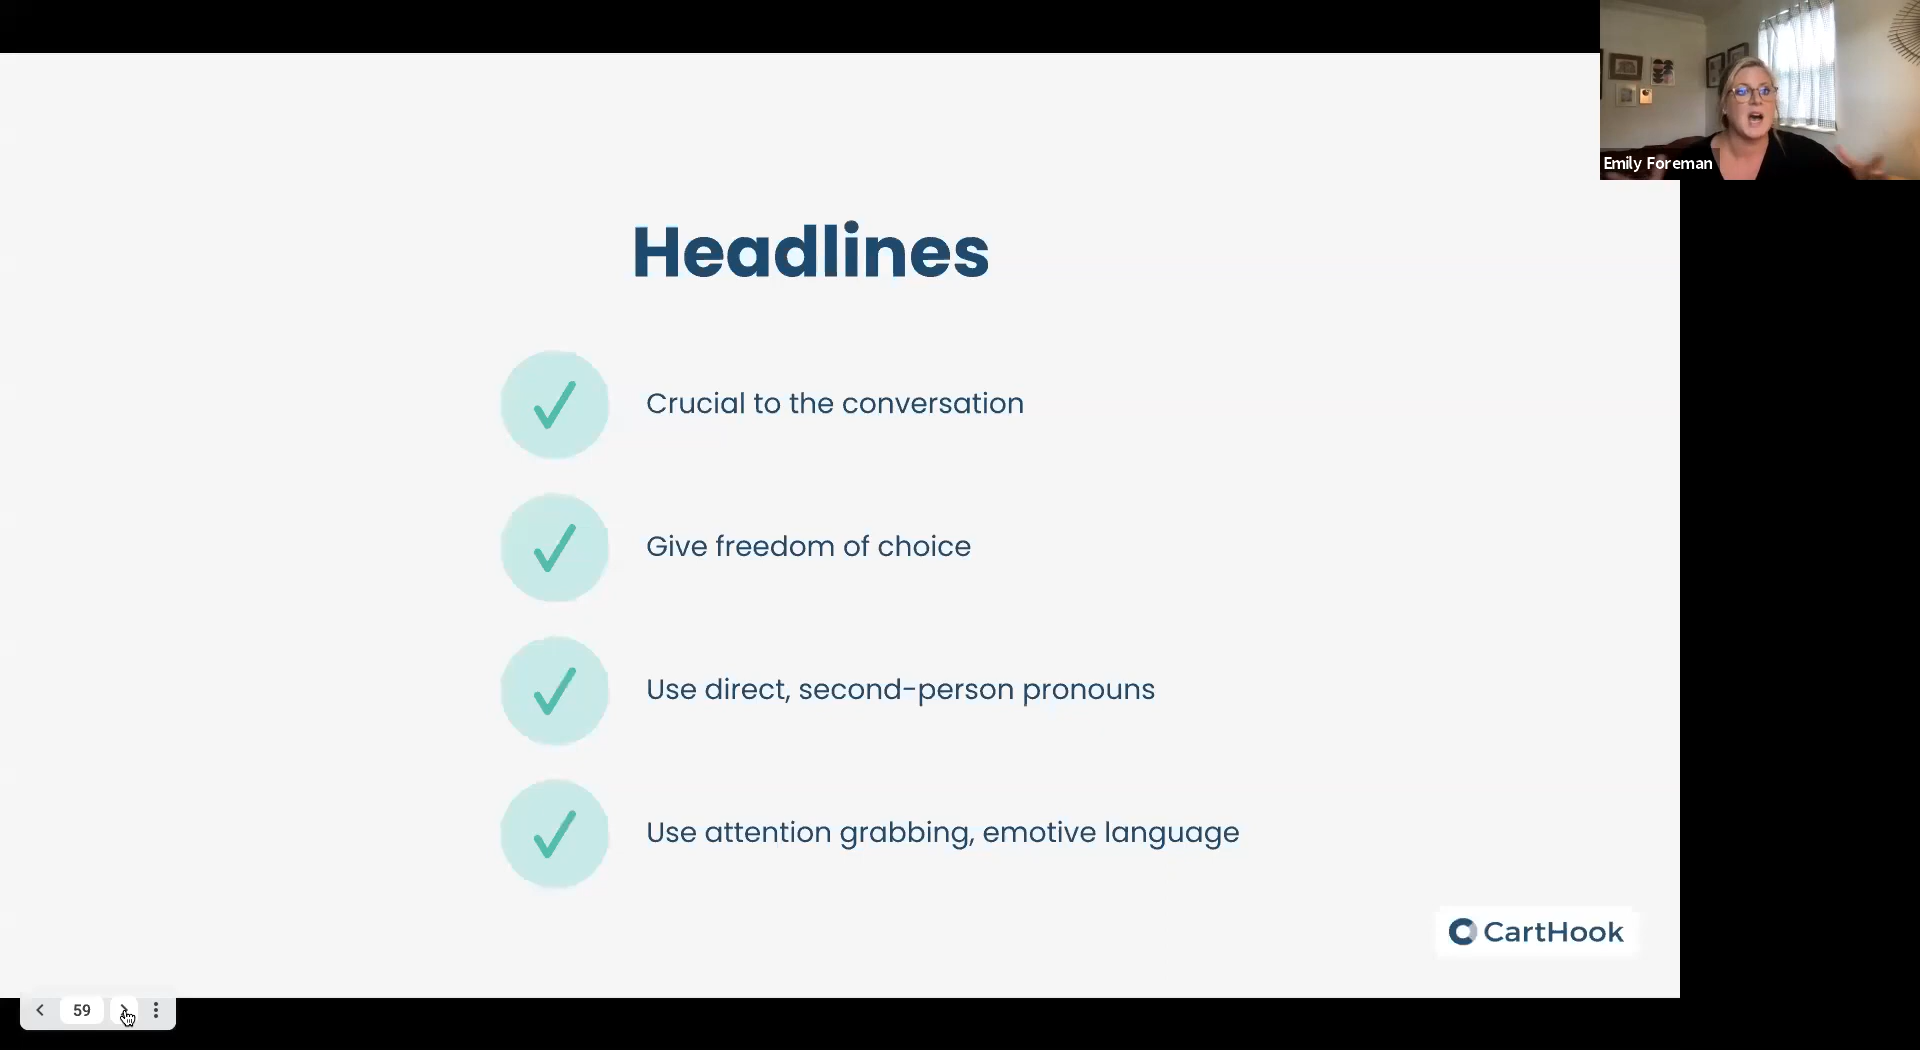 Emily Foreman
Headlines
Crucial to the conversation
Give freedom of choice
Use direct, second-person pronouns
Use attention grabbing, emotive language
CartHook
59